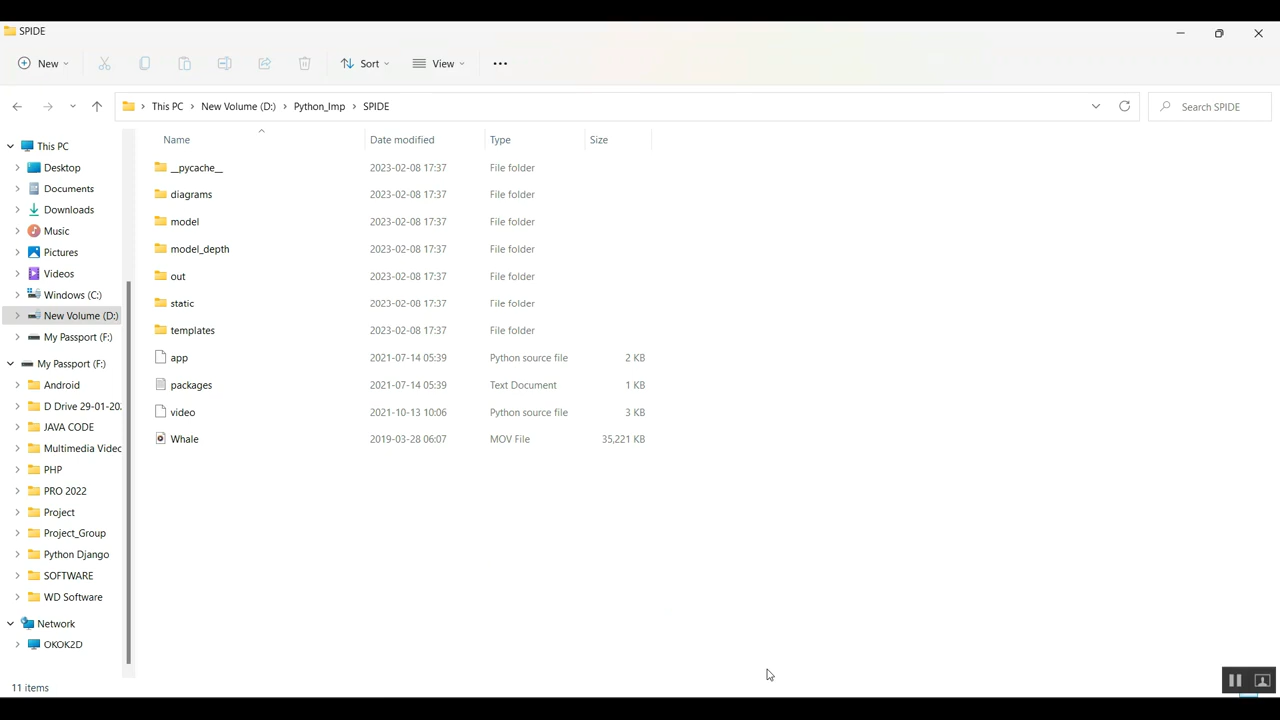 SPIDE
New Sort View
This PC New Volume (D:) Python_Imp SPIDE Search SPIDE
Name Date modified Type Size
This PC
Desktop
Documents
Downloads
Music
Pictures
Videos
Windows (C:)
New Volume (D:)
My Passport (F:)
My Passport (F:)
Android
D Drive 29-01-20
JAVA CODE
Multimedia Videc
PHP
PRO 2022
Project
Project_Group
Python Django
SOFTWARE
WD Software
Network
OKOK2D
__pycache__ 2023-02-08 17:37 File folder
diagrams 2023-02-08 17:37 File folder
model 2023-02-08 17:37 File folder
model_depth 2023-02-08 17:37 File folder
out 2023-02-08 17:37 File folder
static 2023-02-08 17:37 File folder
templates 2023-02-08 17:37 File folder
app 2021-07-14 05:39 Python source file 2 KB
packages 2021-07-14 05:39 Text Document 1 KB
video 2021-10-13 10:06 Python source file 3 KB
Whale 2019-03-28 06:07 MOV File 35,221 KB
11 items